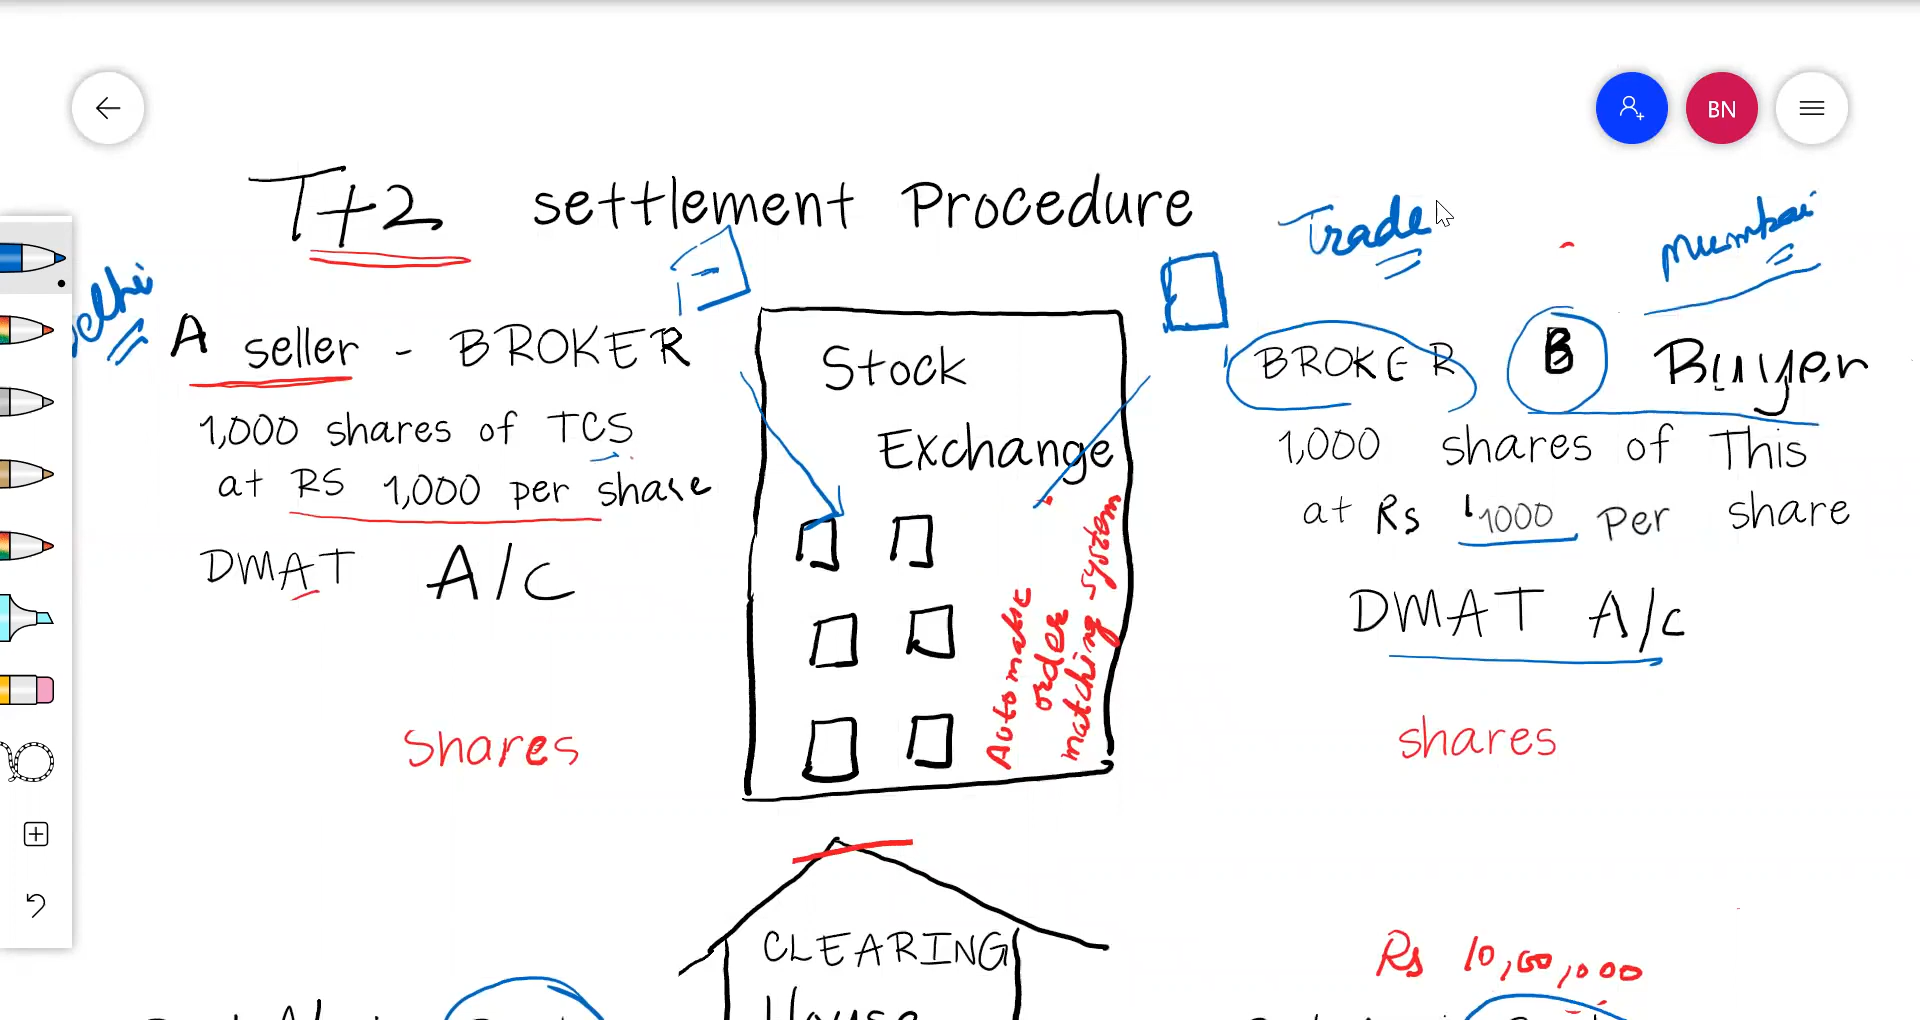 BN
T+2 settlement Procedure
Trade
Mumbai
A seller - BROKER
1,000 shares of TCS
at RS 1,000 per share
DMAT A/C
Shares
Stock
Exchange
Automatic
order
matching system
BROKER B Buyer
1,000 shares of This
at Rs 1000 per share
DMAT A/c
shares
CLEARING
House
Rs 10,00,000